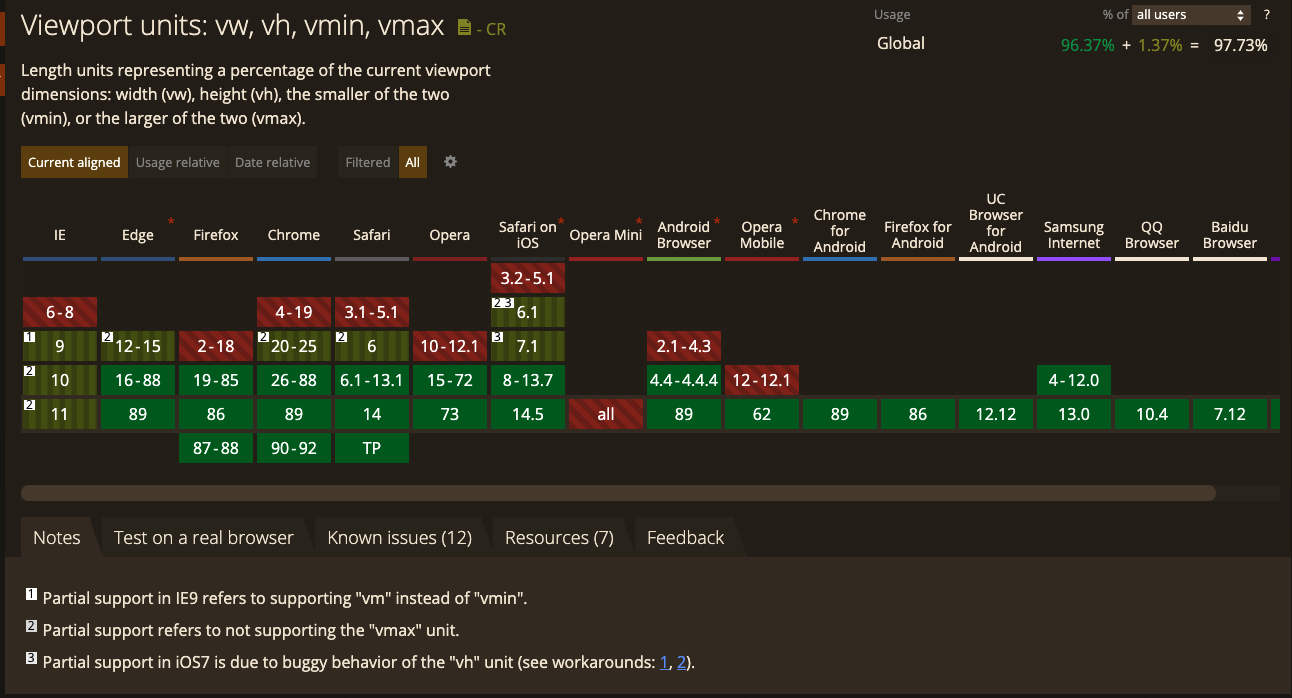 Viewport units: vw, vh, vmin, vmax - CR
Usage % of all users ?
Global 96.37% + 1.37% = 97.73%
Length units representing a percentage of the current viewport
dimensions: width (vw), height (vh), the smaller of the two
(vmin), or the larger of the two (vmax).
Current aligned Usage relative Date relative Filtered All
IE Edge * Firefox Chrome Safari Opera Safari on iOS * Opera Mini * Android Browser * Opera Mobile * Chrome for Android Firefox for Android UC Browser for Android Samsung Internet QQ Browser Baidu Browser
3.2-5.1
6-8 4-19 3.1-5.1 2 3 6.1
1 9 2 12-15 2-18 2 20-25 2 6 10-12.1 3 7.1 2.1-4.3
2 10 16-88 19-85 26-88 6.1-13.1 15-72 8-13.7 4.4-4.4.4 12-12.1 4-12.0
2 11 89 86 89 14 73 14.5 all 89 62 89 86 12.12 13.0 10.4 7.12
87-88 90-92 TP
Notes Test on a real browser Known issues (12) Resources (7) Feedback
1 Partial support in IE9 refers to supporting "vm" instead of "vmin".
2 Partial support refers to not supporting the "vmax" unit.
3 Partial support in iOS7 is due to buggy behavior of the "vh" unit (see workarounds: 1, 2).